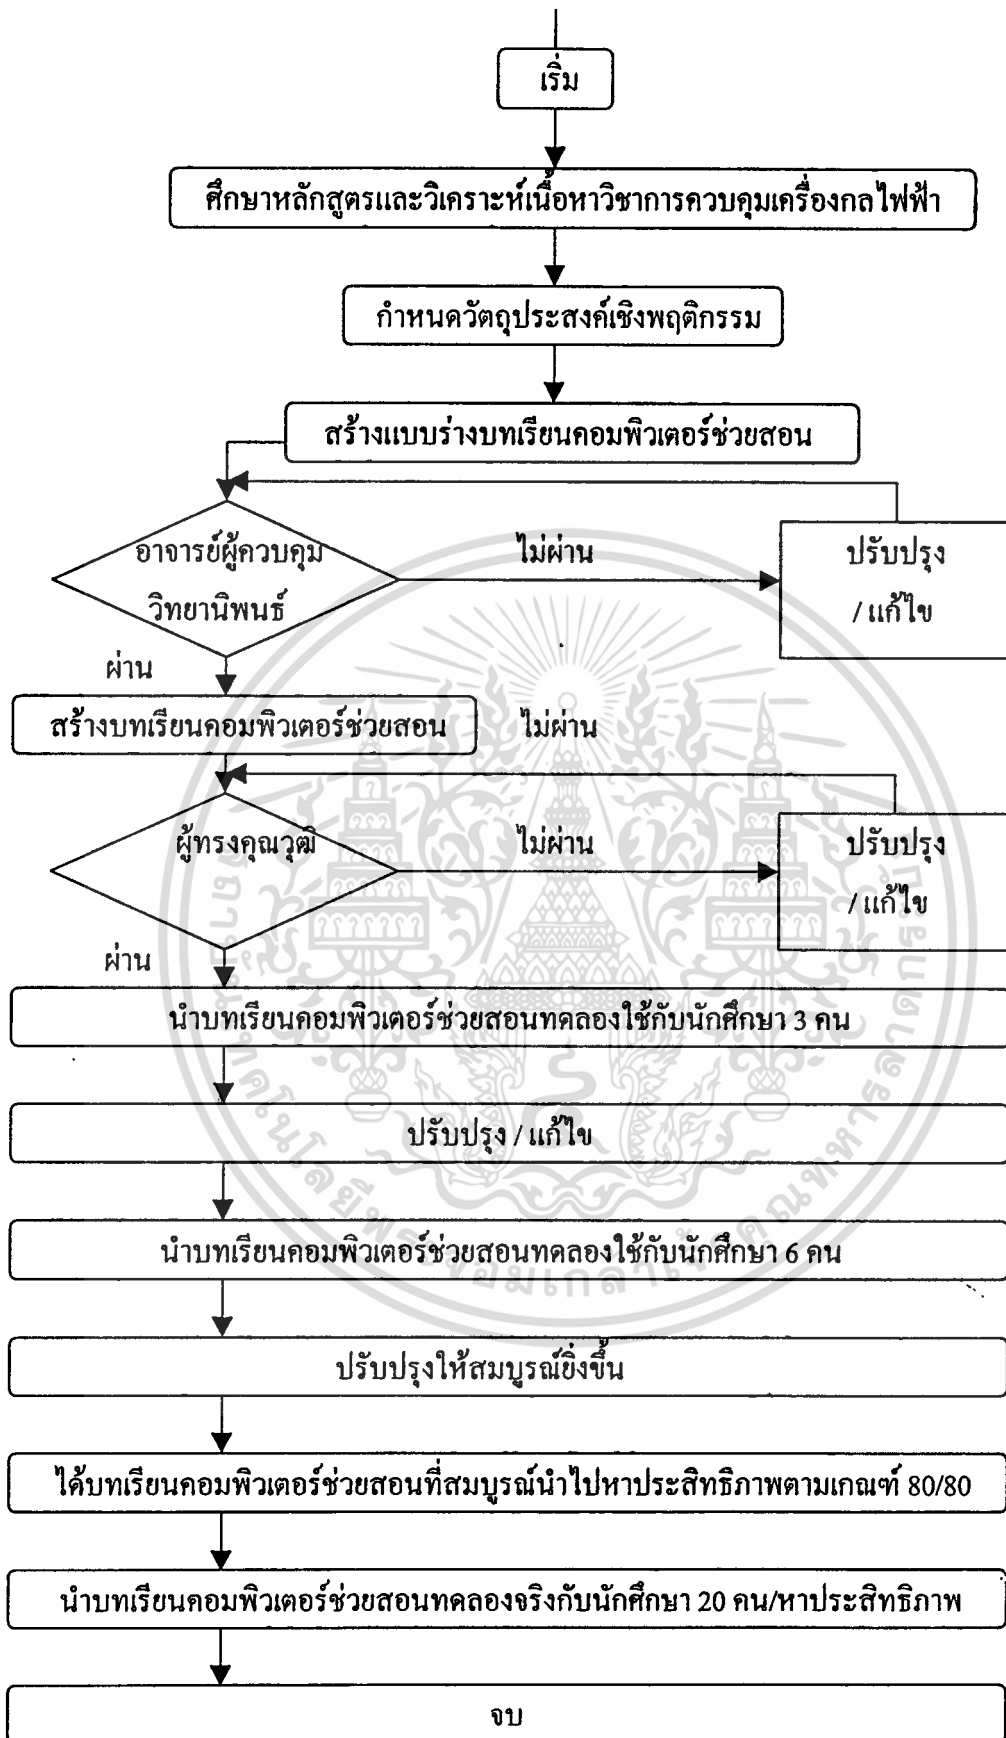 เริ่ม
ศึกษาหลักสูตรและวิเคราะห์เนื้อหาวิชาการควบคุมเครื่องกลไฟฟ้า
กำหนดวัตถุประสงค์เชิงพฤติกรรม
สร้างแบบร่างบทเรียนคอมพิวเตอร์ช่วยสอน
อาจารย์ผู้ควบคุม
วิทยานิพนธ์
ไม่ผ่าน
ปรับปรุง
/ แก้ไข
ผ่าน
สร้างบทเรียนคอมพิวเตอร์ช่วยสอน
ไม่ผ่าน
ผู้ทรงคุณวุฒิ
ไม่ผ่าน
ปรับปรุง
/ แก้ไข
ผ่าน
นำบทเรียนคอมพิวเตอร์ช่วยสอนทดลองใช้กับนักศึกษา 3 คน
ปรับปรุง / แก้ไข
นำบทเรียนคอมพิวเตอร์ช่วยสอนทดลองใช้กับนักศึกษา 6 คน
ปรับปรุงให้สมบูรณ์ยิ่งขึ้น
ได้บทเรียนคอมพิวเตอร์ช่วยสอนที่สมบูรณ์นำไปหาประสิทธิภาพตามเกณฑ์ 80/80
นำบทเรียนคอมพิวเตอร์ช่วยสอนทดลองจริงกับนักศึกษา 20 คน/หาประสิทธิภาพ
จบ